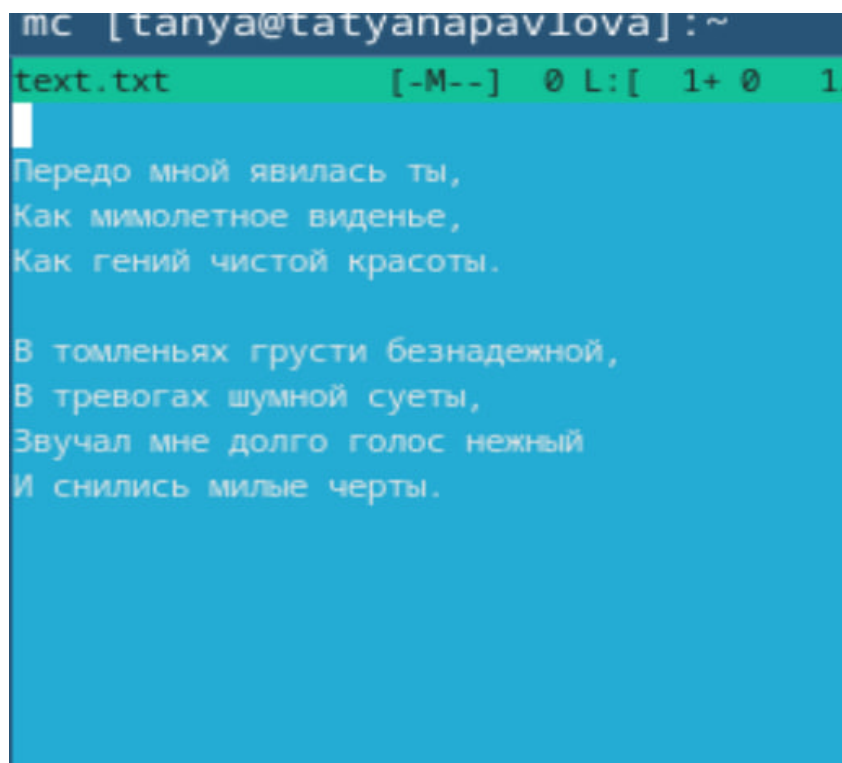 mc [tanya@tatyanapavlova]:~
text.txt [-M--] 0 L:[ 1+ 0 1
Передо мной явилась ты,
Как мимолетное виденье,
Как гений чистой красоты.

В томленьях грусти безнадежной,
В тревогах шумной суеты,
Звучал мне долго голос нежный
И снились милые черты.